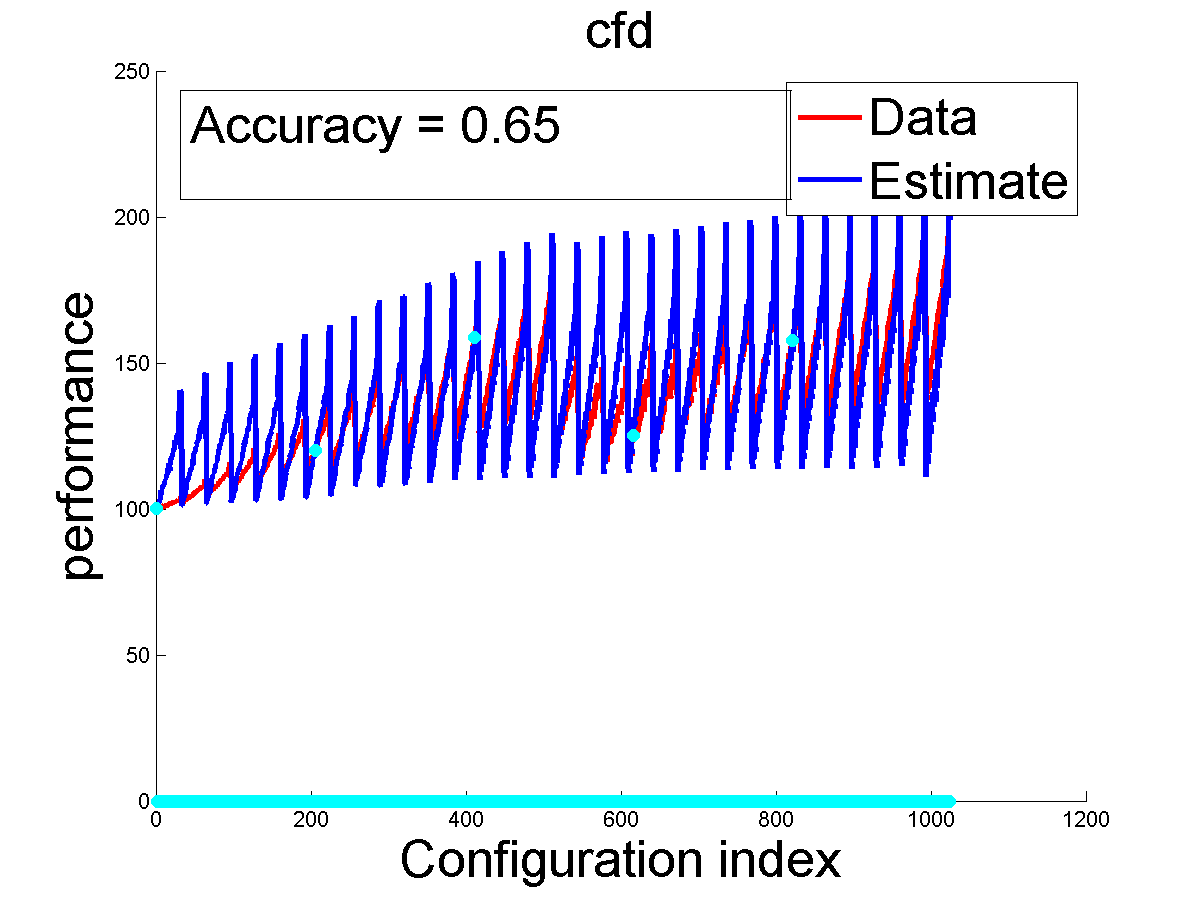 cfd
250
200
150
100
50
0
Accuracy = 0.65
Data
Estimate
performance
0 200 400 600 800 1000 1200
Configuration index